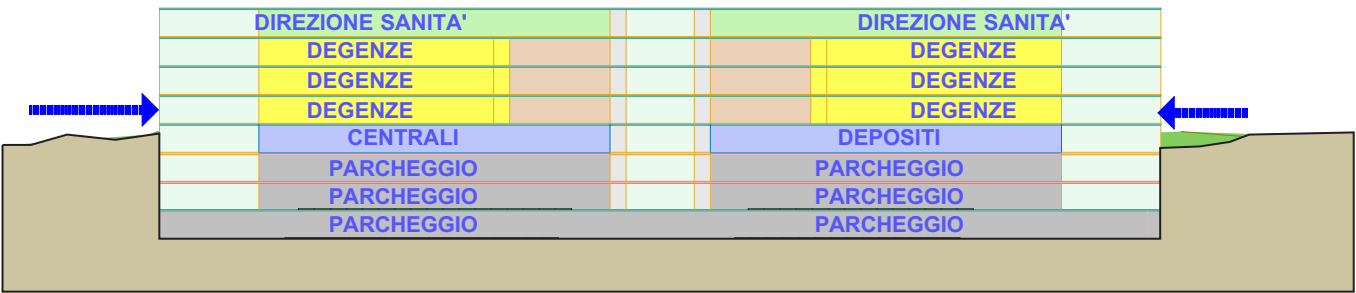 DIREZIONE SANITA' DIREZIONE SANITA'
DEGENZE DEGENZE
DEGENZE DEGENZE
DEGENZE DEGENZE
CENTRALI DEPOSITI
PARCHEGGIO PARCHEGGIO
PARCHEGGIO PARCHEGGIO
PARCHEGGIO PARCHEGGIO